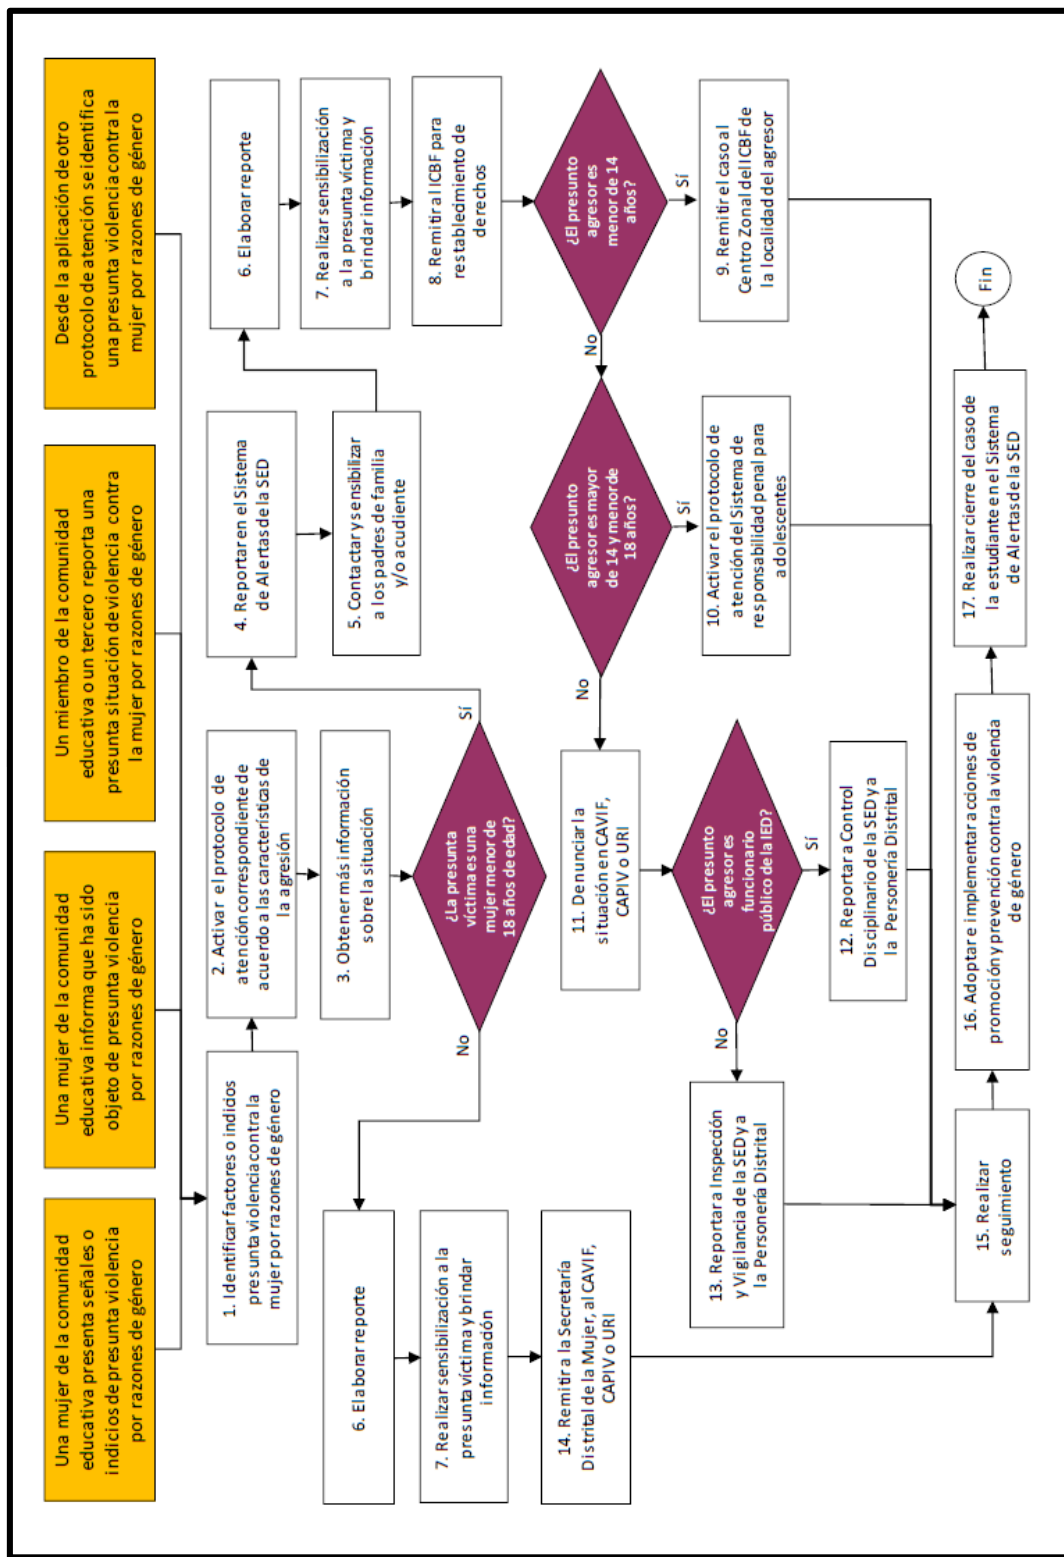 Una mujer de la comunidad
educativa presenta señales o
indicios de presunta violencia
por razones de género
Una mujer de la comunidad
educativa informa que ha sido
objeto de presunta violencia
por razones de género
Un miembro de la comunidad
educativa o un tercero reporta una
presunta situación de violencia contra
la mujer por razones de género
Desde la aplicación de otro
protocolo de atención se identifica
una presunta violencia contra la
mujer por razones de género
1. Identificar factores o indicios
presunta violencia contra la
mujer por razones de género
2. Activar el protocolo de
atención correspondiente de
acuerdo a las características de
la agresión
3. Obtener más información
sobre la situación
¿La presunta
víctima es una
mujer menor de
18 años de edad?
Sí
No
4. Reportar en el Sistema
de Alertas de la SED
5. Contactar y sensibilizar
a los padres de familia
y/o acudiente
6. Elaborar reporte
7. Realizar sensibilización
a la presunta víctima y
brindar información
8. Remitir a l ICBF para
restablecimiento de
derechos
¿El presunto
agresor es
menor de 14
años?
Sí
No
9. Remitir el caso al
Centro Zonal del ICBF de
la localidad del agresor
¿El presunto
agresor es mayor
de 14 y menor de
18 años?
Sí
No
10. Activar el protocolo de
atención del Sistema de
responsabilidad penal para
adolescentes
11. Denunciar la
situación en CAVIF,
CAPIV o URI
¿El presunto
agresor es
funcionario
público de la IED?
Sí
No
12. Reportar a Control
Disciplinario de la SED y a
la Personería Distrital
13. Reportar a Inspección
y Vigilancia de la SED y a
la Personería Distrital
6. Elaborar reporte
7. Realizar sensibilización a la
presunta víctima y brindar
información
14. Remitir a la Secretaría
Distrital de la Mujer, al CAVIF,
CAPIV o URI
15. Realizar
seguimiento
16. Adoptar e implementar acciones de
promoción y prevención contra la violencia
de género
17. Realizar cierre del caso de
la estudiante en el Sistema
de Alertas de la SED
Fin